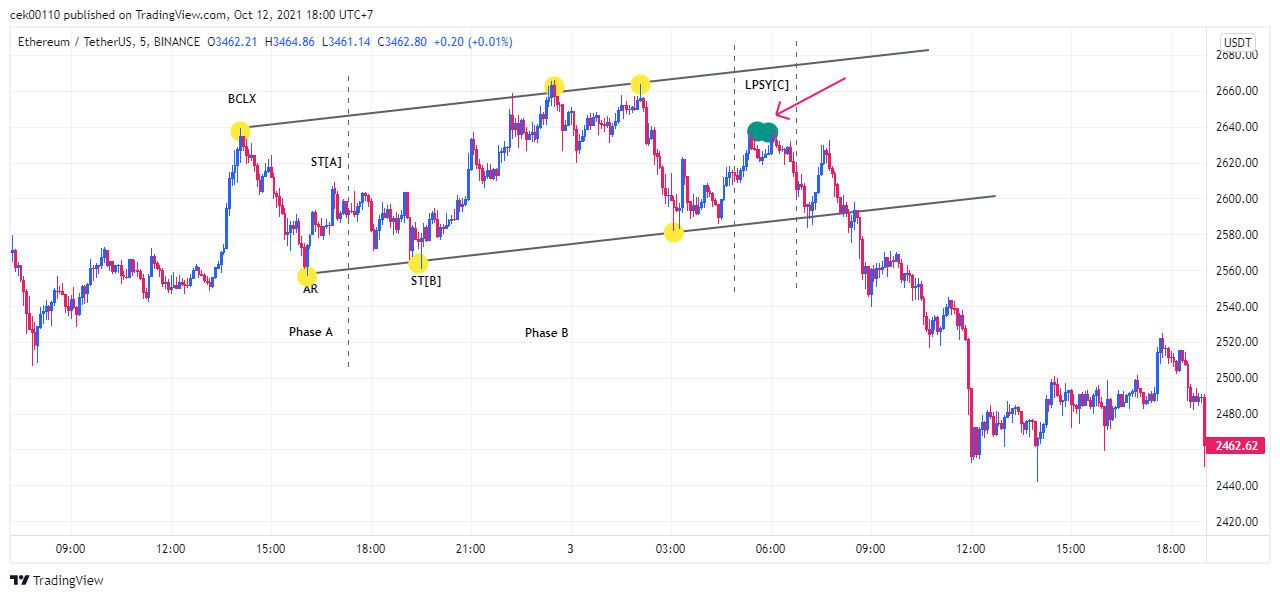 cek00110 published on TradingView.com, Oct 12, 2021 18:00 UTC+7
Ethereum / TetherUS, 5, BINANCE O3462.21 H3464.86 L3461.14 C3462.80 +0.20 (+0.01%)
USDT
2680.00
BCLX
LPSY[C]
2660.00
2640.00
ST[A]
2620.00
2600.00
2580.00
AR
ST[B]
2560.00
2540.00
Phase A
Phase B
2520.00
2500.00
2480.00
2462.62
2440.00
2420.00
09:00 12:00 15:00 18:00 21:00 3 03:00 06:00 09:00 12:00 15:00 18:00
TradingView